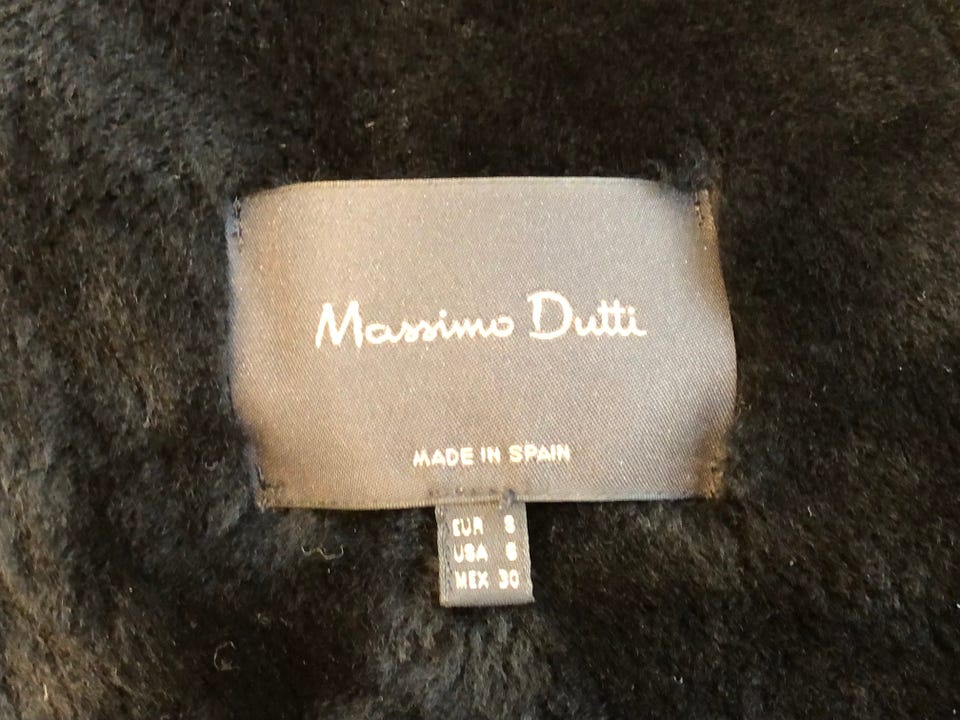 Massimo Dutti
MADE IN SPAIN
EUR S
USA S
MEX 30